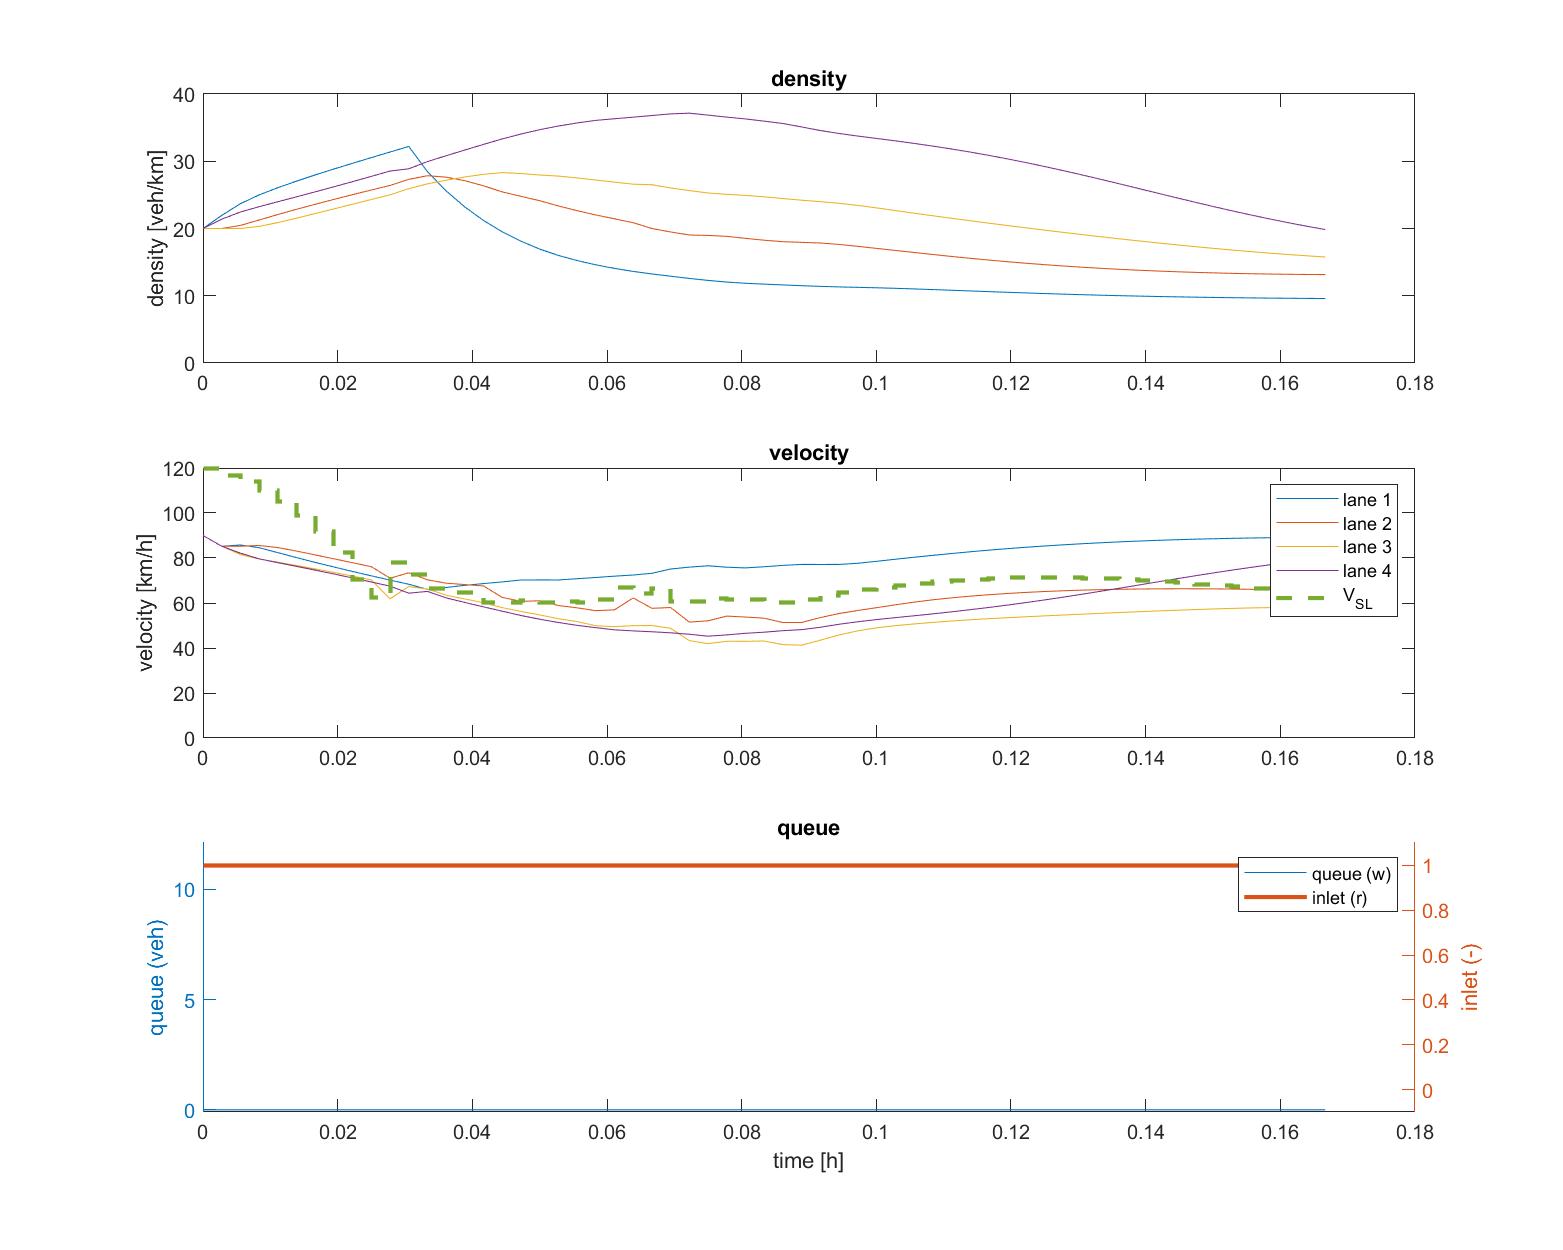 density
density [veh/km]
40
30
20
10
0
0 0.02 0.04 0.06 0.08 0.1 0.12 0.14 0.16 0.18
velocity
velocity [km/h]
120
100
80
60
40
20
0
lane 1
lane 2
lane 3
lane 4
V_SL
0 0.02 0.04 0.06 0.08 0.1 0.12 0.14 0.16 0.18
queue
queue (veh)
10
5
0
queue (w)
inlet (r)
1
0.8
0.6
0.4
0.2
0
inlet (-)
0 0.02 0.04 0.06 0.08 0.1 0.12 0.14 0.16 0.18
time [h]